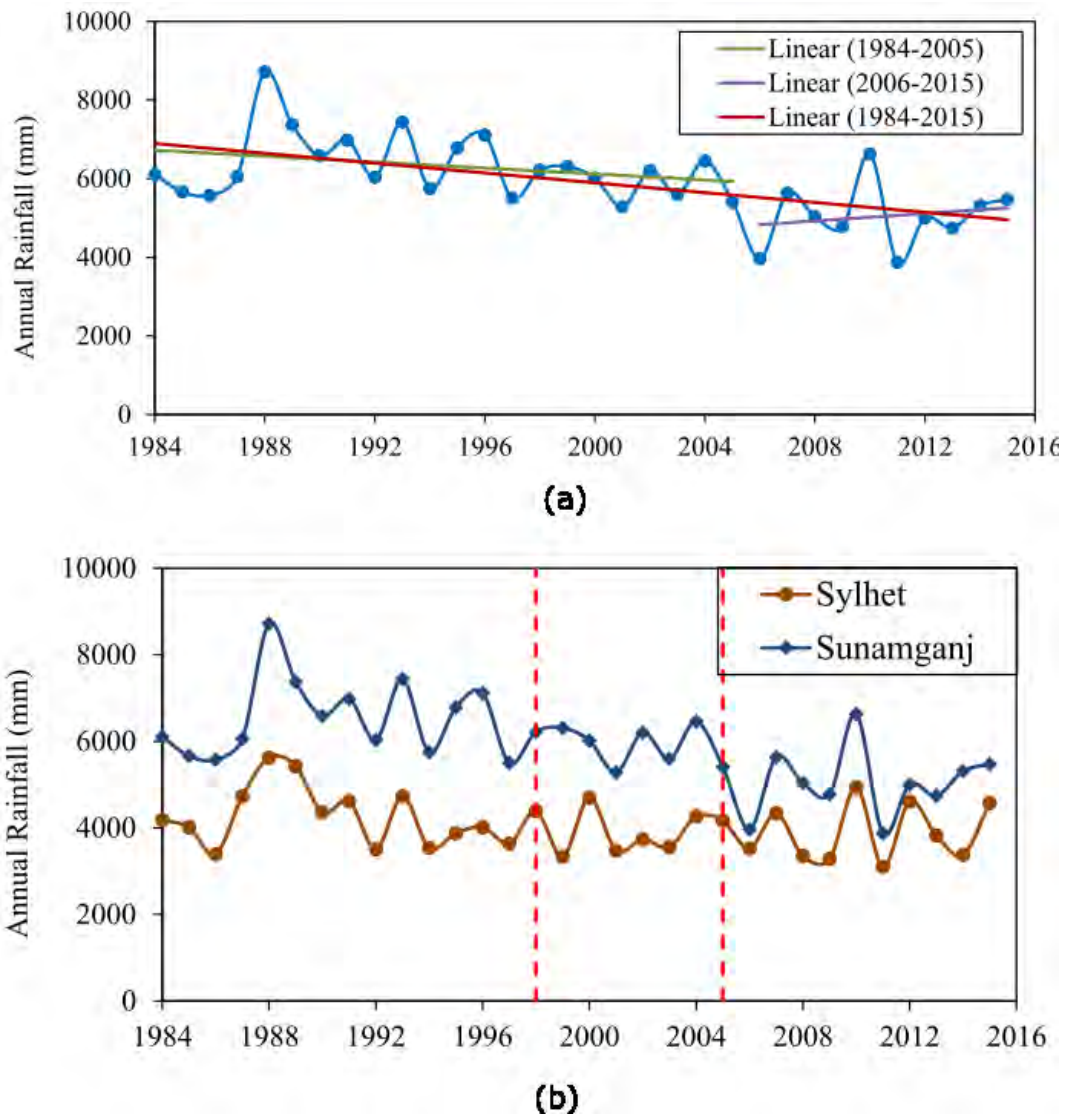 10000
8000
6000
4000
2000
0
Annual Rainfall (mm)
Linear (1984-2005)
Linear (2006-2015)
Linear (1984-2015)
1984 1988 1992 1996 2000 2004 2008 2012 2016
(a)
10000
8000
6000
4000
2000
0
Annual Rainfall (mm)
Sylhet
Sunamganj
1984 1988 1992 1996 2000 2004 2008 2012 2016
(b)